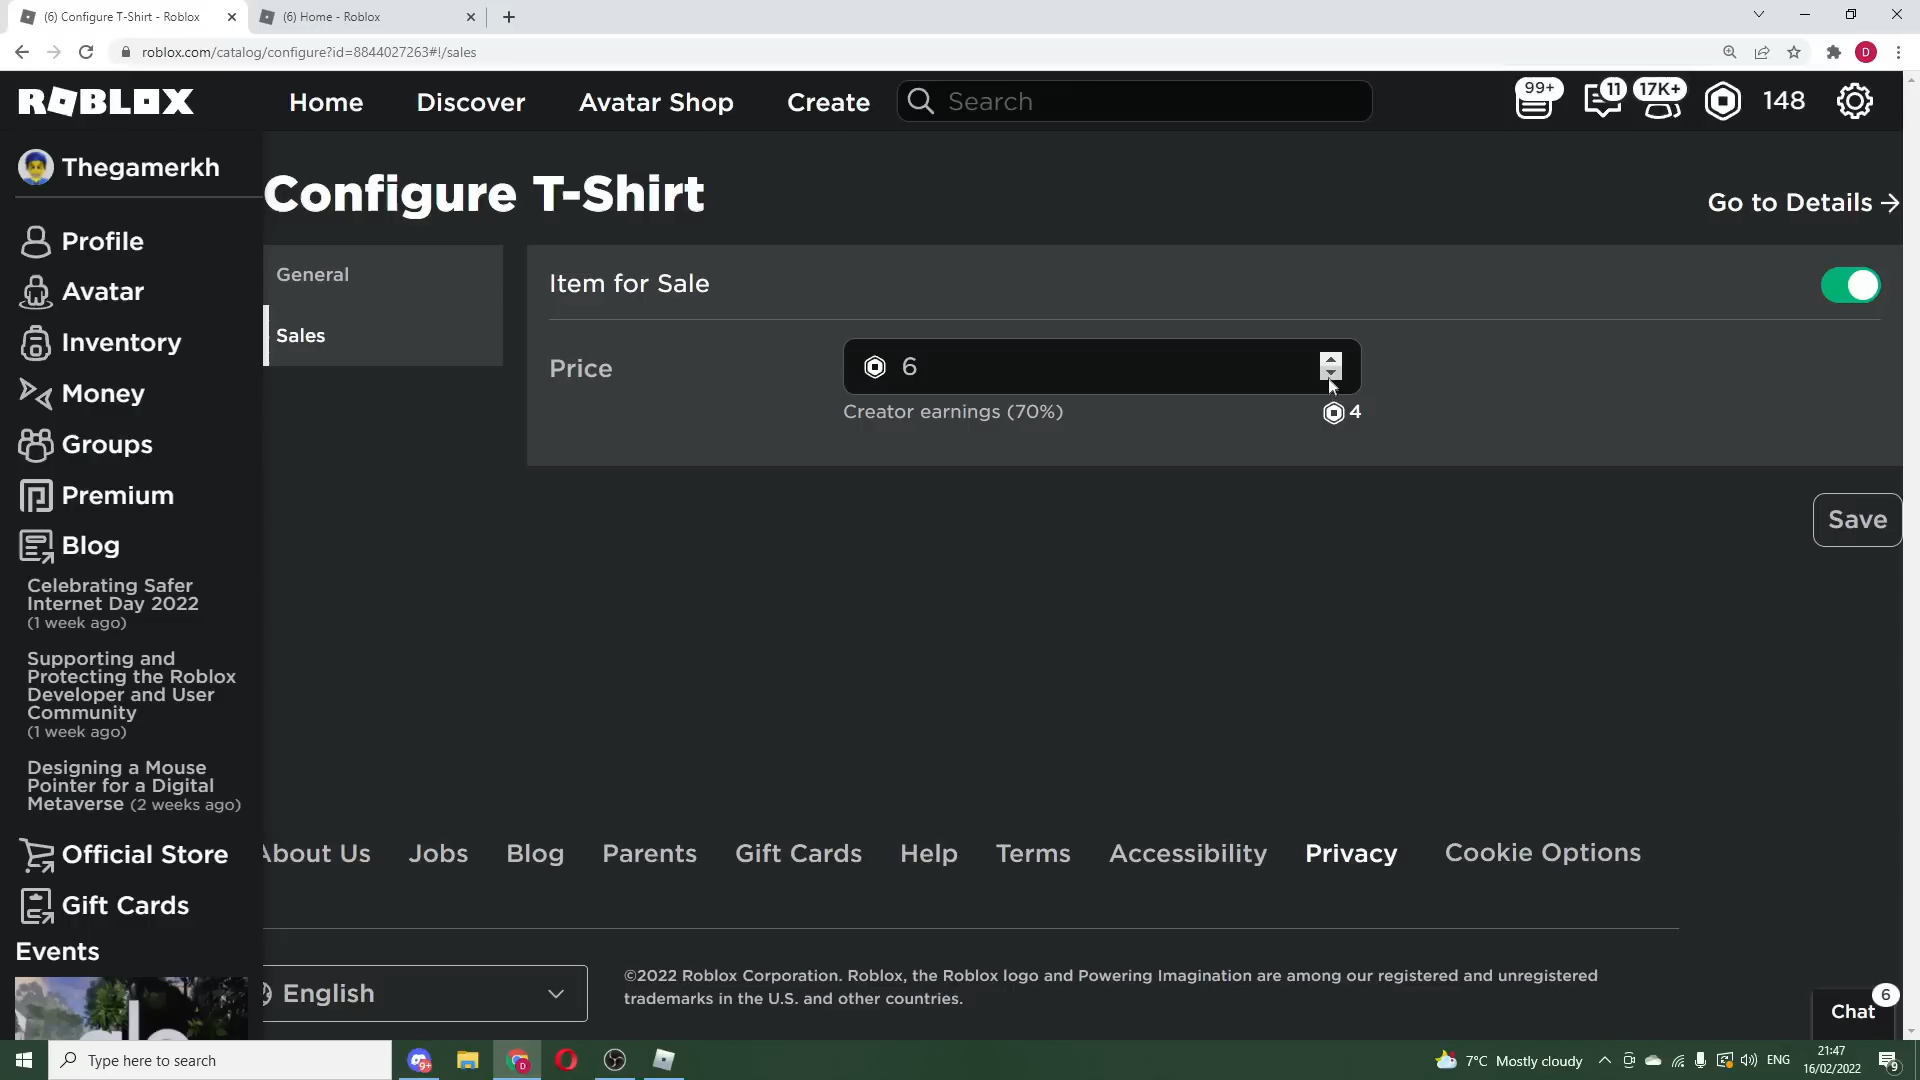 (6) Configure T-Shirt - Roblox
(6) Home - Roblox
roblox.com/catalog/configure?id=8844027263#!/sales
D
ROBLOX
Home
Discover
Avatar Shop
Create
Search
99+
11
17K+
148
Thegamerkh
Configure T-Shirt
Go to Details
Profile
Avatar
Inventory
Money
Groups
Premium
Blog
Celebrating Safer
Internet Day 2022
(1 week ago)
Supporting and
Protecting the Roblox
Developer and User
Community
(1 week ago)
Designing a Mouse
Pointer for a Digital
Metaverse (2 weeks ago)
Official Store
Gift Cards
Events
General
Sales
Item for Sale
Price
6
Creator earnings (70%)
4
Save
About Us
Jobs
Blog
Parents
Gift Cards
Help
Terms
Accessibility
Privacy
Cookie Options
English
©2022 Roblox Corporation. Roblox, the Roblox logo and Powering Imagination are among our registered and unregistered
trademarks in the U.S. and other countries.
Chat
6
Type here to search
9+
D
7°C Mostly cloudy
ENG
21:47
16/02/2022
9